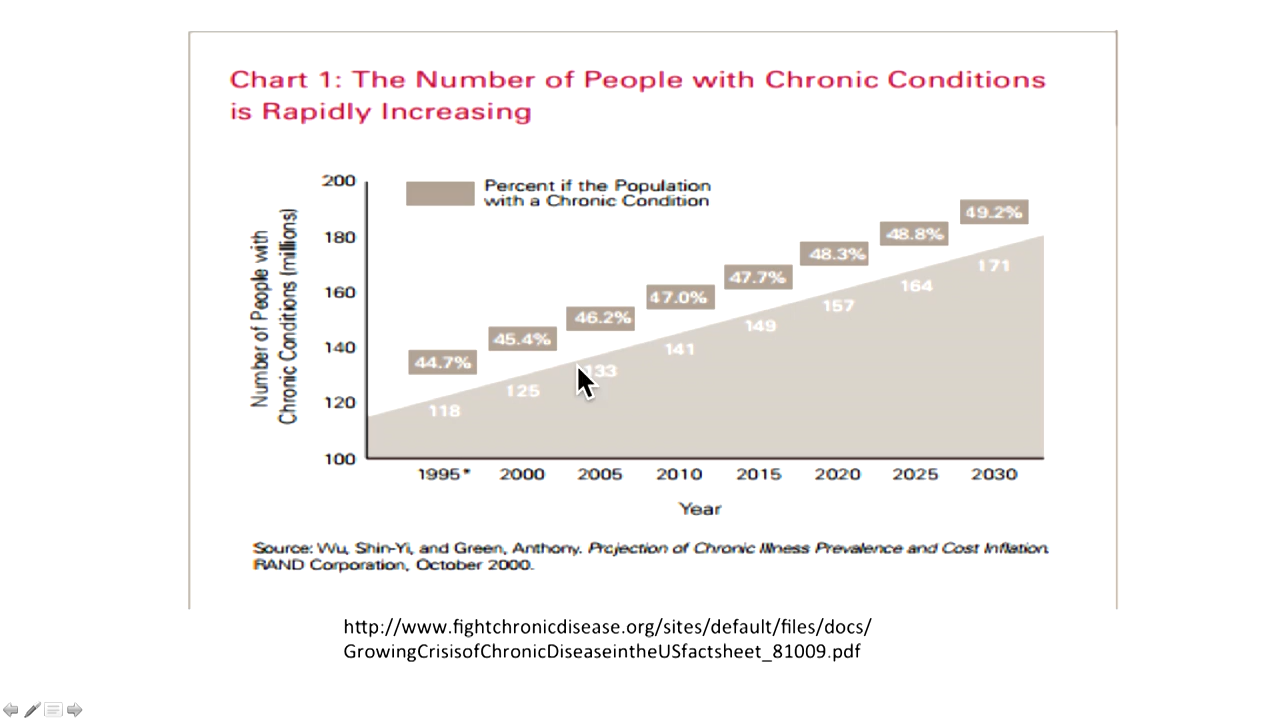 Chart 1: The Number of People with Chronic Conditions
is Rapidly Increasing
Percent if the Population
with a Chronic Condition
Number of People with
Chronic Conditions (millions)
200
180
160
140
120
100
44.7%
45.4%
46.2%
47.0%
47.7%
48.3%
48.8%
49.2%
118
125
33
141
149
157
164
171
1995*
2000
2005
2010
2015
2020
2025
2030
Year
Source: Wu, Shin-Yi, and Green, Anthony. Projection of Chronic Illness Prevalence and Cost Inflation.
RAND Corporation, October 2000.
http://www.fightchronicdisease.org/sites/default/files/docs/
GrowingCrisisofChronicDiseaseintheUSfactsheet_81009.pdf